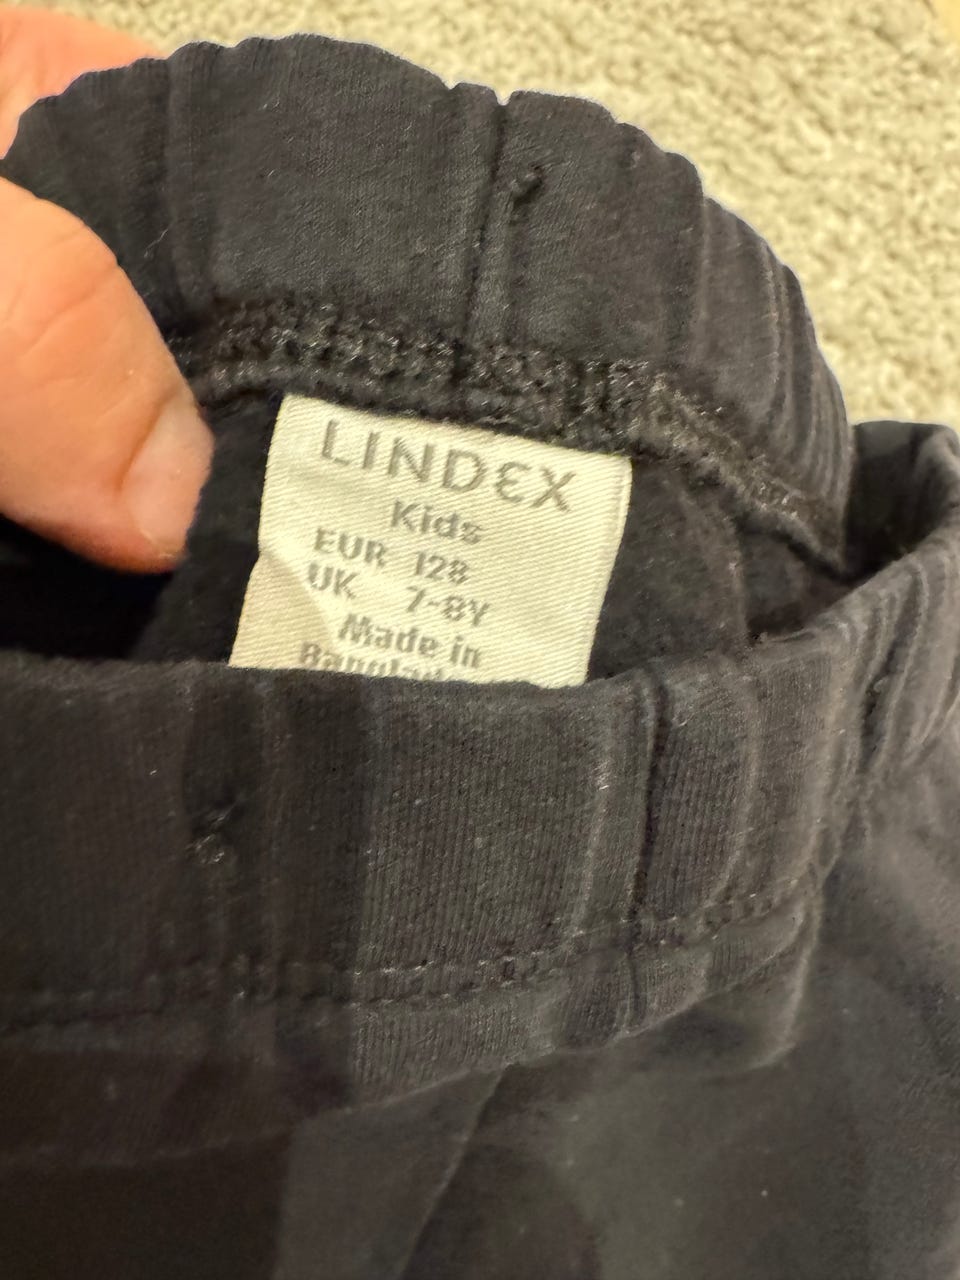 LINDEX
Kids
EUR 128
UK 7-8Y
Made in